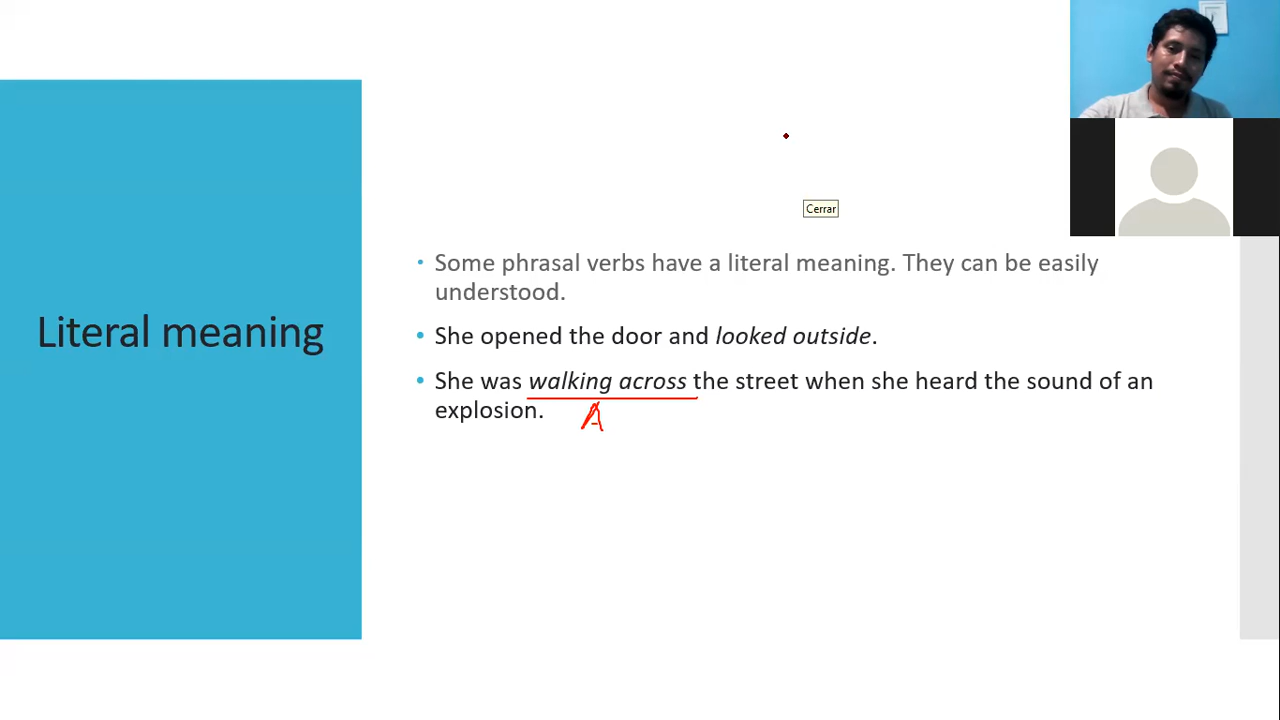 Cerrar
Literal meaning
Some phrasal verbs have a literal meaning. They can be easily
understood.
She opened the door and looked outside.
She was walking across the street when she heard the sound of an
explosion.
A